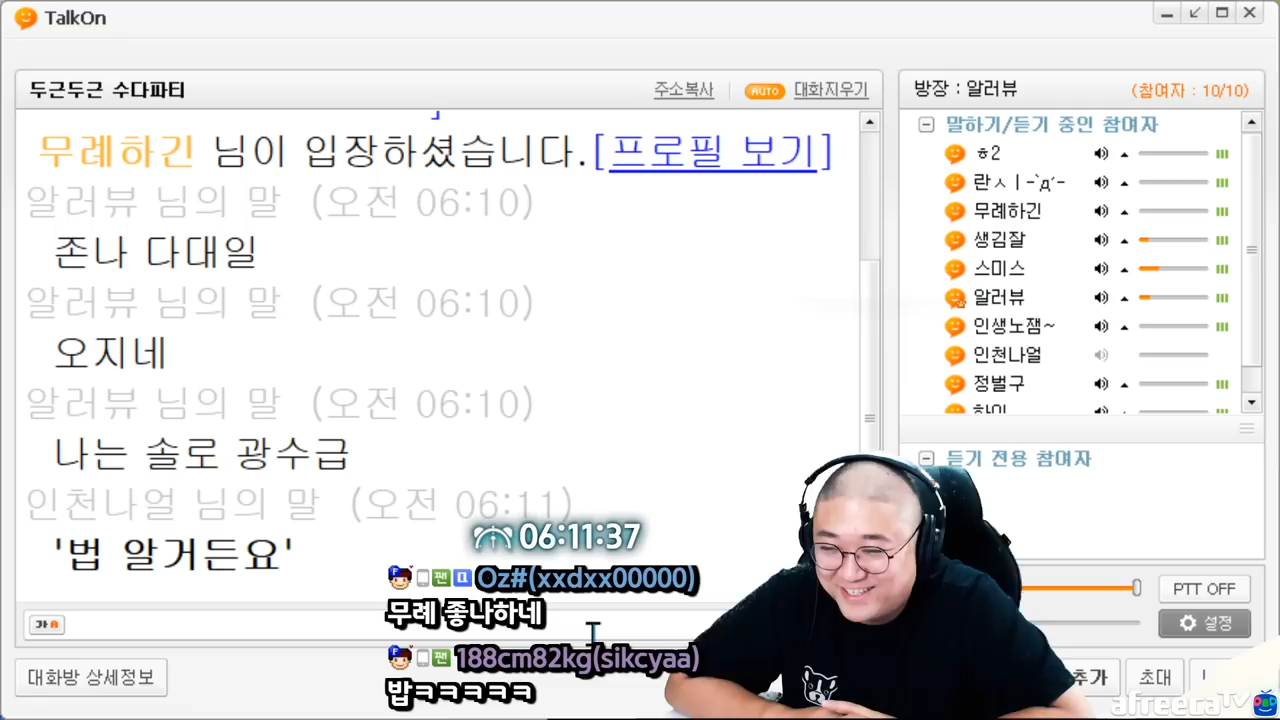 TalkOn
두근두근 수다파티
주소복사
AUTO 대화지우기
무례하긴 님이 입장하셨습니다.[프로필 보기]
알러뷰 님의 말 (오전 06:10)
존나 다대일
알러뷰 님의 말 (오전 06:10)
오지네
알러뷰 님의 말 (오전 06:10)
나는 솔로 광수급
인천나얼 님의 말 (오전 06:11)
'법 알거든요'
가A
대화방 상세정보
방장 : 알러뷰
(참여자 : 10/10)
말하기/듣기 중인 참여자
ㅎ2
란ㅅㅣ-`д´-
무례하긴
생김잘
스미스
알러뷰
인생노잼~
인천나얼
정벌구
듣기 전용 참여자
PTT OFF
설정
추가
초대
06:11:37
F 팬 Oz#(xxdxx00000)
무례 좋나하네
F 팬 188cm82kg(sikcyaa)
밥ㅋㅋㅋㅋㅋ
afreecaTV